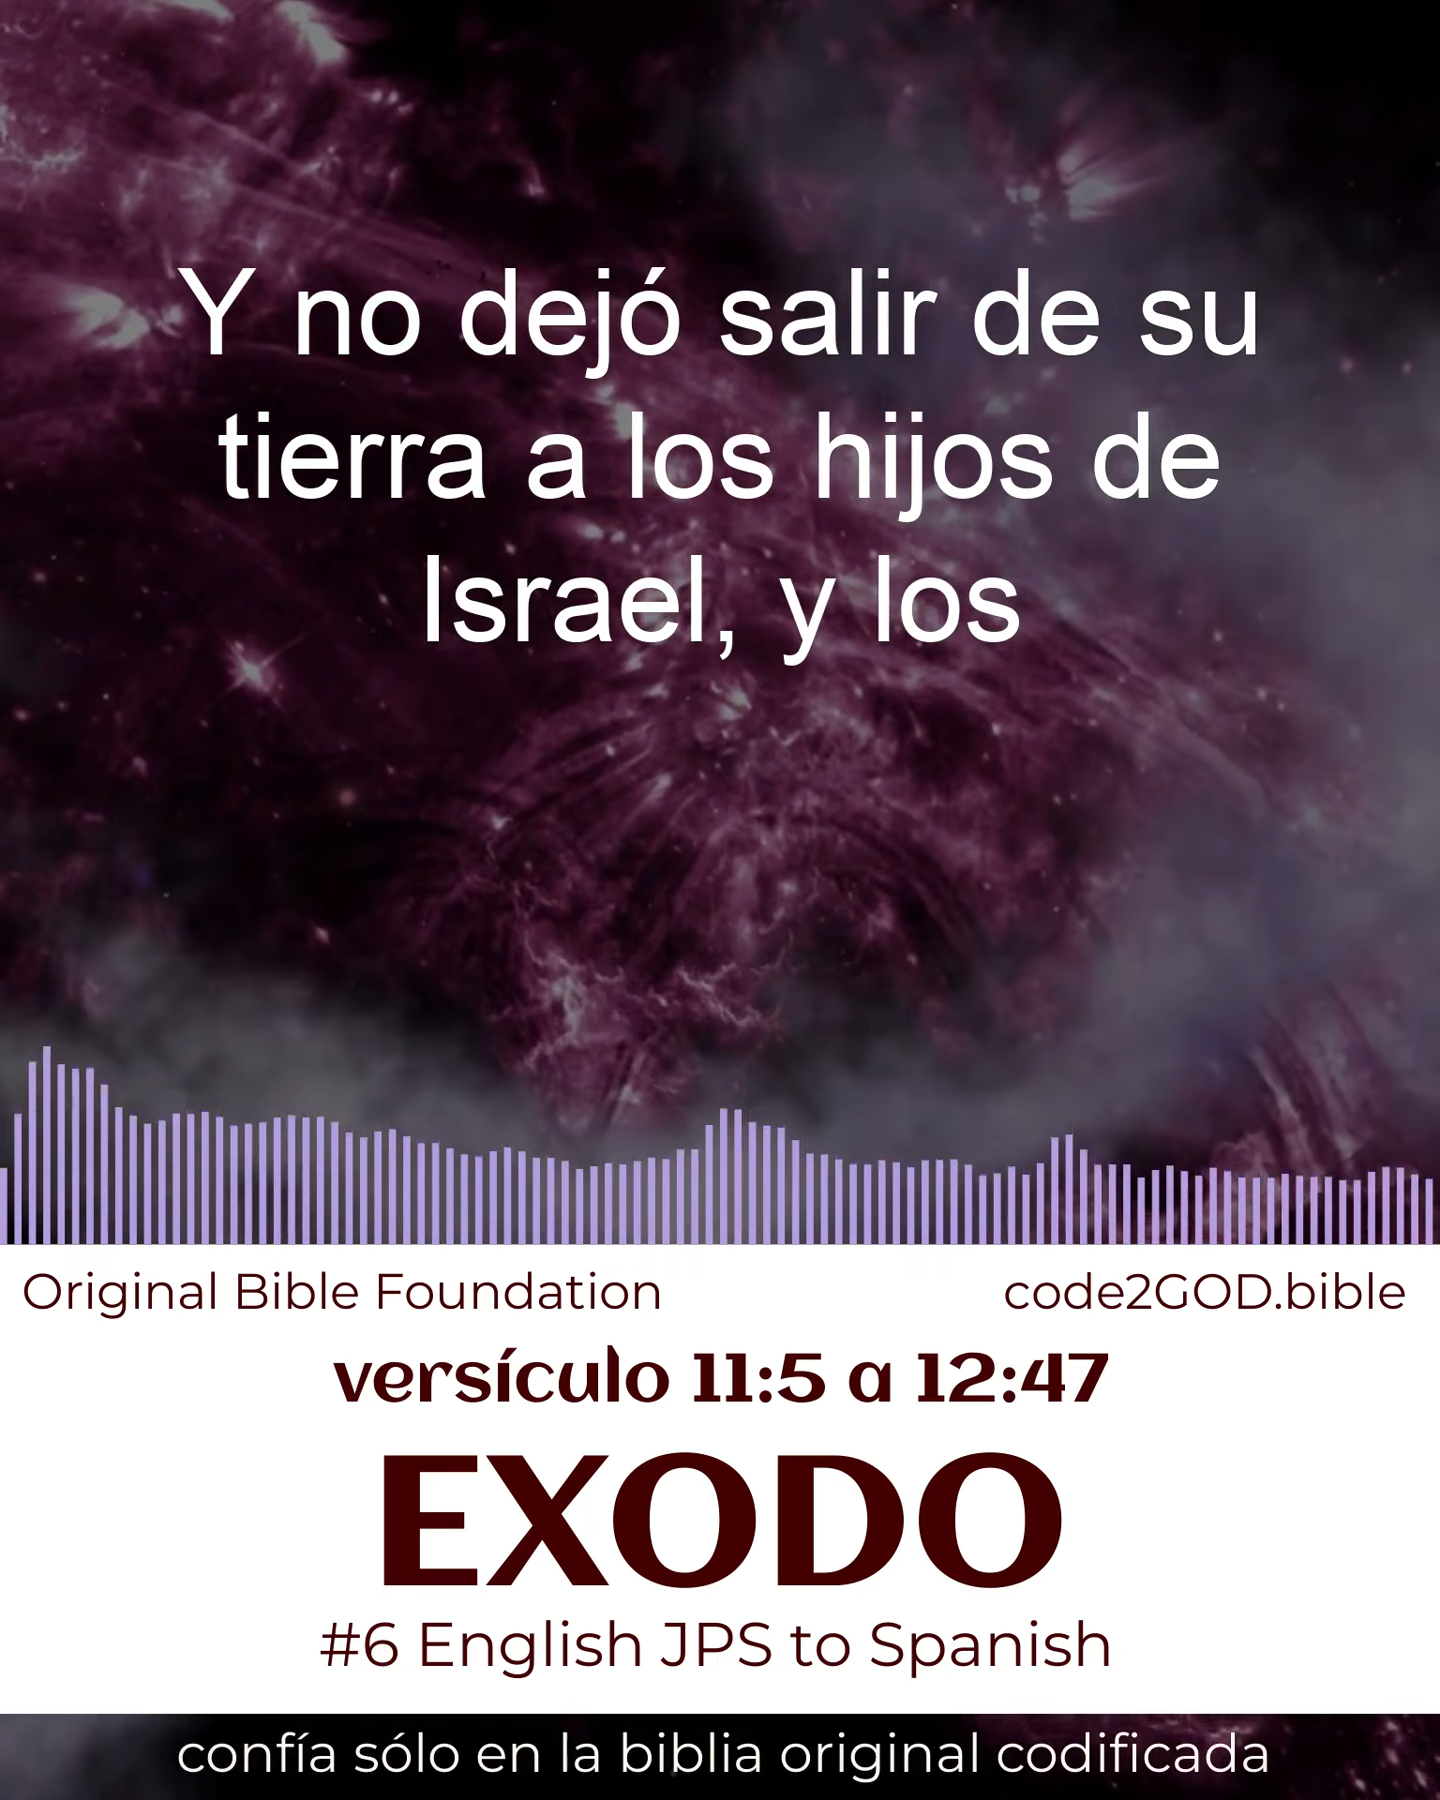 Y no dejó salir de su
tierra a los hijos de
Israel, y los
Original Bible Foundation
code2GOD.bible
versículo 11:5 a 12:47
EXODO
#6 English JPS to Spanish
confía sólo en la biblia original codificada